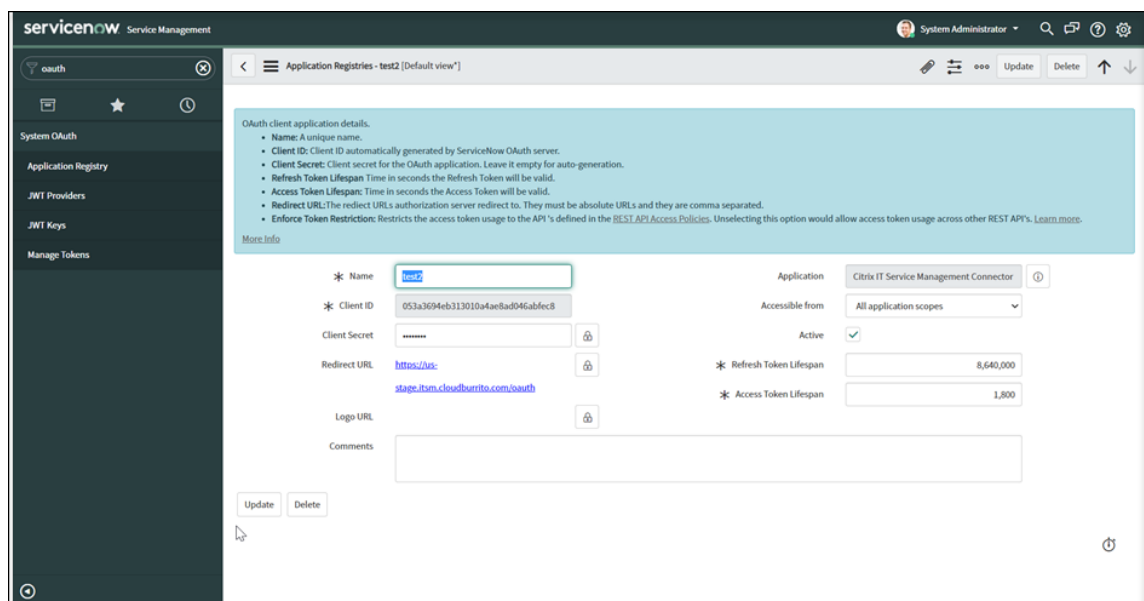 servicenow Service Management
System Administrator
oauth
Application Registries - test2 [Default view*]
Update
Delete
System OAuth
Application Registry
JWT Providers
JWT Keys
Manage Tokens
OAuth client application details.
• Name: A unique name.
• Client ID: Client ID automatically generated by ServiceNow OAuth server.
• Client Secret: Client secret for the OAuth application. Leave it empty for auto-generation.
• Refresh Token Lifespan Time in seconds the Refresh Token will be valid.
• Access Token Lifespan: Time in seconds the Access Token will be valid.
• Redirect URL:The rediect URLs authorization server redirect to. They must be absolute URLs and they are comma separated.
• Enforce Token Restriction: Restricts the access token usage to the API 's defined in the REST API Access Policies. Unselecting this option would allow access token usage across other REST API's. Learn more.
More Info
Name
test2
Client ID
053a3694eb313010a4ae8ad046abfec8
Client Secret
Redirect URL
https://us-
stage.itsm.cloudburrito.com/oauth
Logo URL
Comments
Application
Citrix IT Service Management Connector
Accessible from
All application scopes
Active
Refresh Token Lifespan
8,640,000
Access Token Lifespan
1,800
Update
Delete